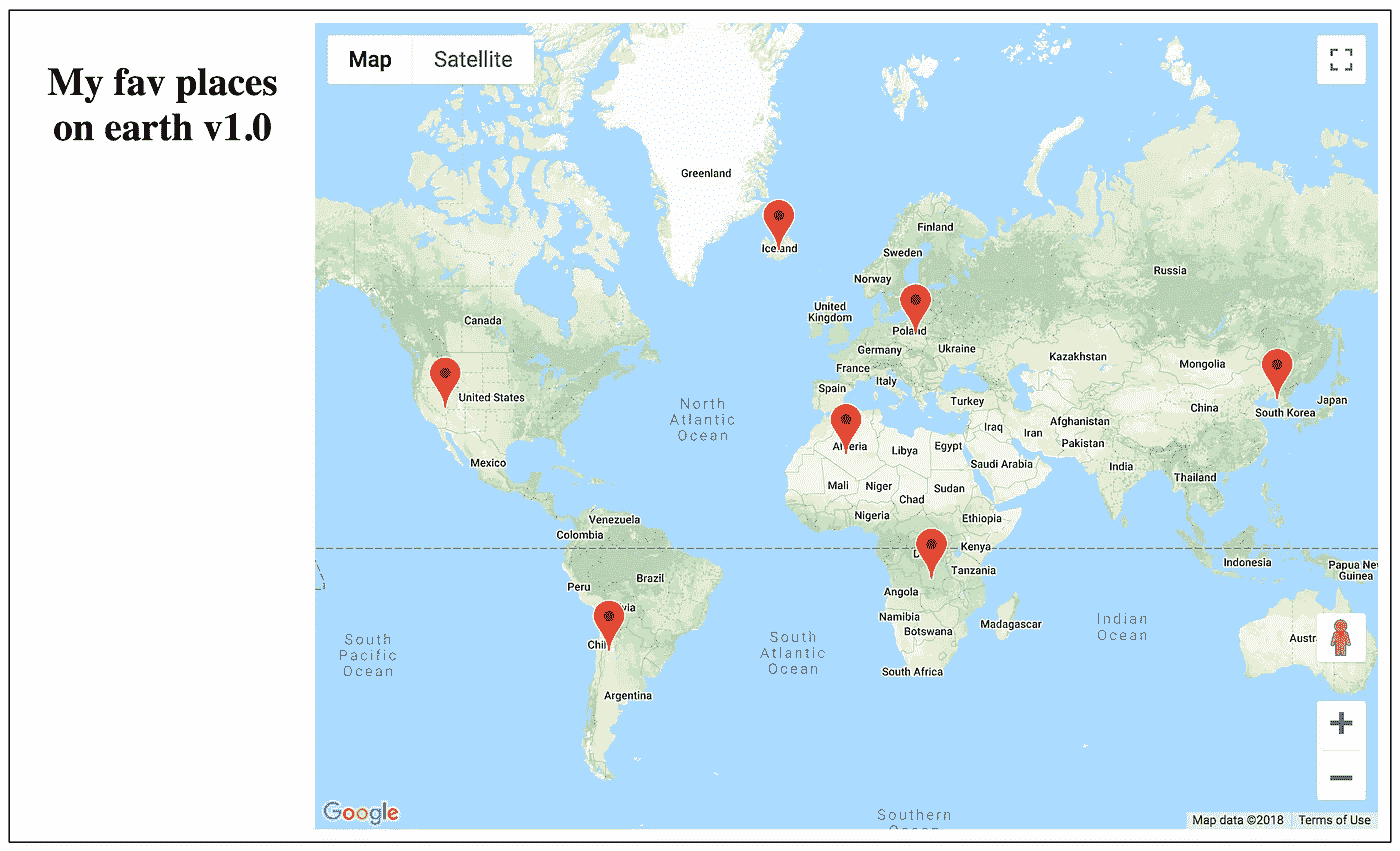 My fav places
on earth v1.0
Map
Satellite
Greenland
Iceland
Finland
Sweden
Norway
Russia
United
Kingdom
Canada
Poland
Germany
Ukraine
Kazakhstan
Mongolia
France
Italy
Spain
United States
North
Atlantic
Ocean
Turkey
China
Japan
South Korea
Afghanistan
Iraq
Iran
Pakistan
Algeria
Libya
Egypt
Mexico
Saudi Arabia
India
Thailand
Mali
Niger
Chad
Sudan
Venezuela
Nigeria
Ethiopia
Colombia
Kenya
Indonesia
Papua New
Guinea
Tanzania
Brazil
Peru
Angola
Namibia
Botswana
Madagascar
Indian
Ocean
South
Pacific
Ocean
South
Atlantic
Ocean
South Africa
Argentina
Southern
Google
Map data ©2018
Terms of Use